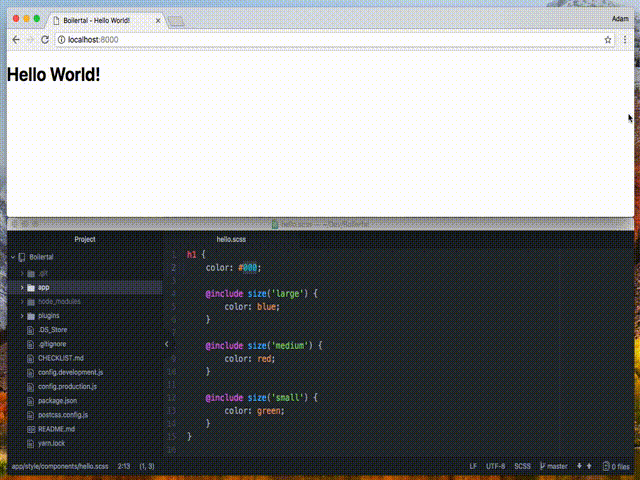 Boilertal - Hello World!
Adam
localhost:8000
Hello World!
hello.scss — ~/Dev/Boilertal
Project
hello.scss
Boilertal
.git
app
node_modules
plugins
.DS_Store
.gitignore
CHECKLIST.md
config.development.js
config.production.js
package.json
postcss.config.js
README.md
yarn.lock
1 h1 {
2 color: #000;
3
4 @include size('large') {
5 color: blue;
6 }
7
8 @include size('medium') {
9 color: red;
10 }
11
12 @include size('small') {
13 color: green;
14 }
15 }
16
app/style/components/hello.scss 2:13 (1, 3)
LF UTF-8 SCSS master 0 files